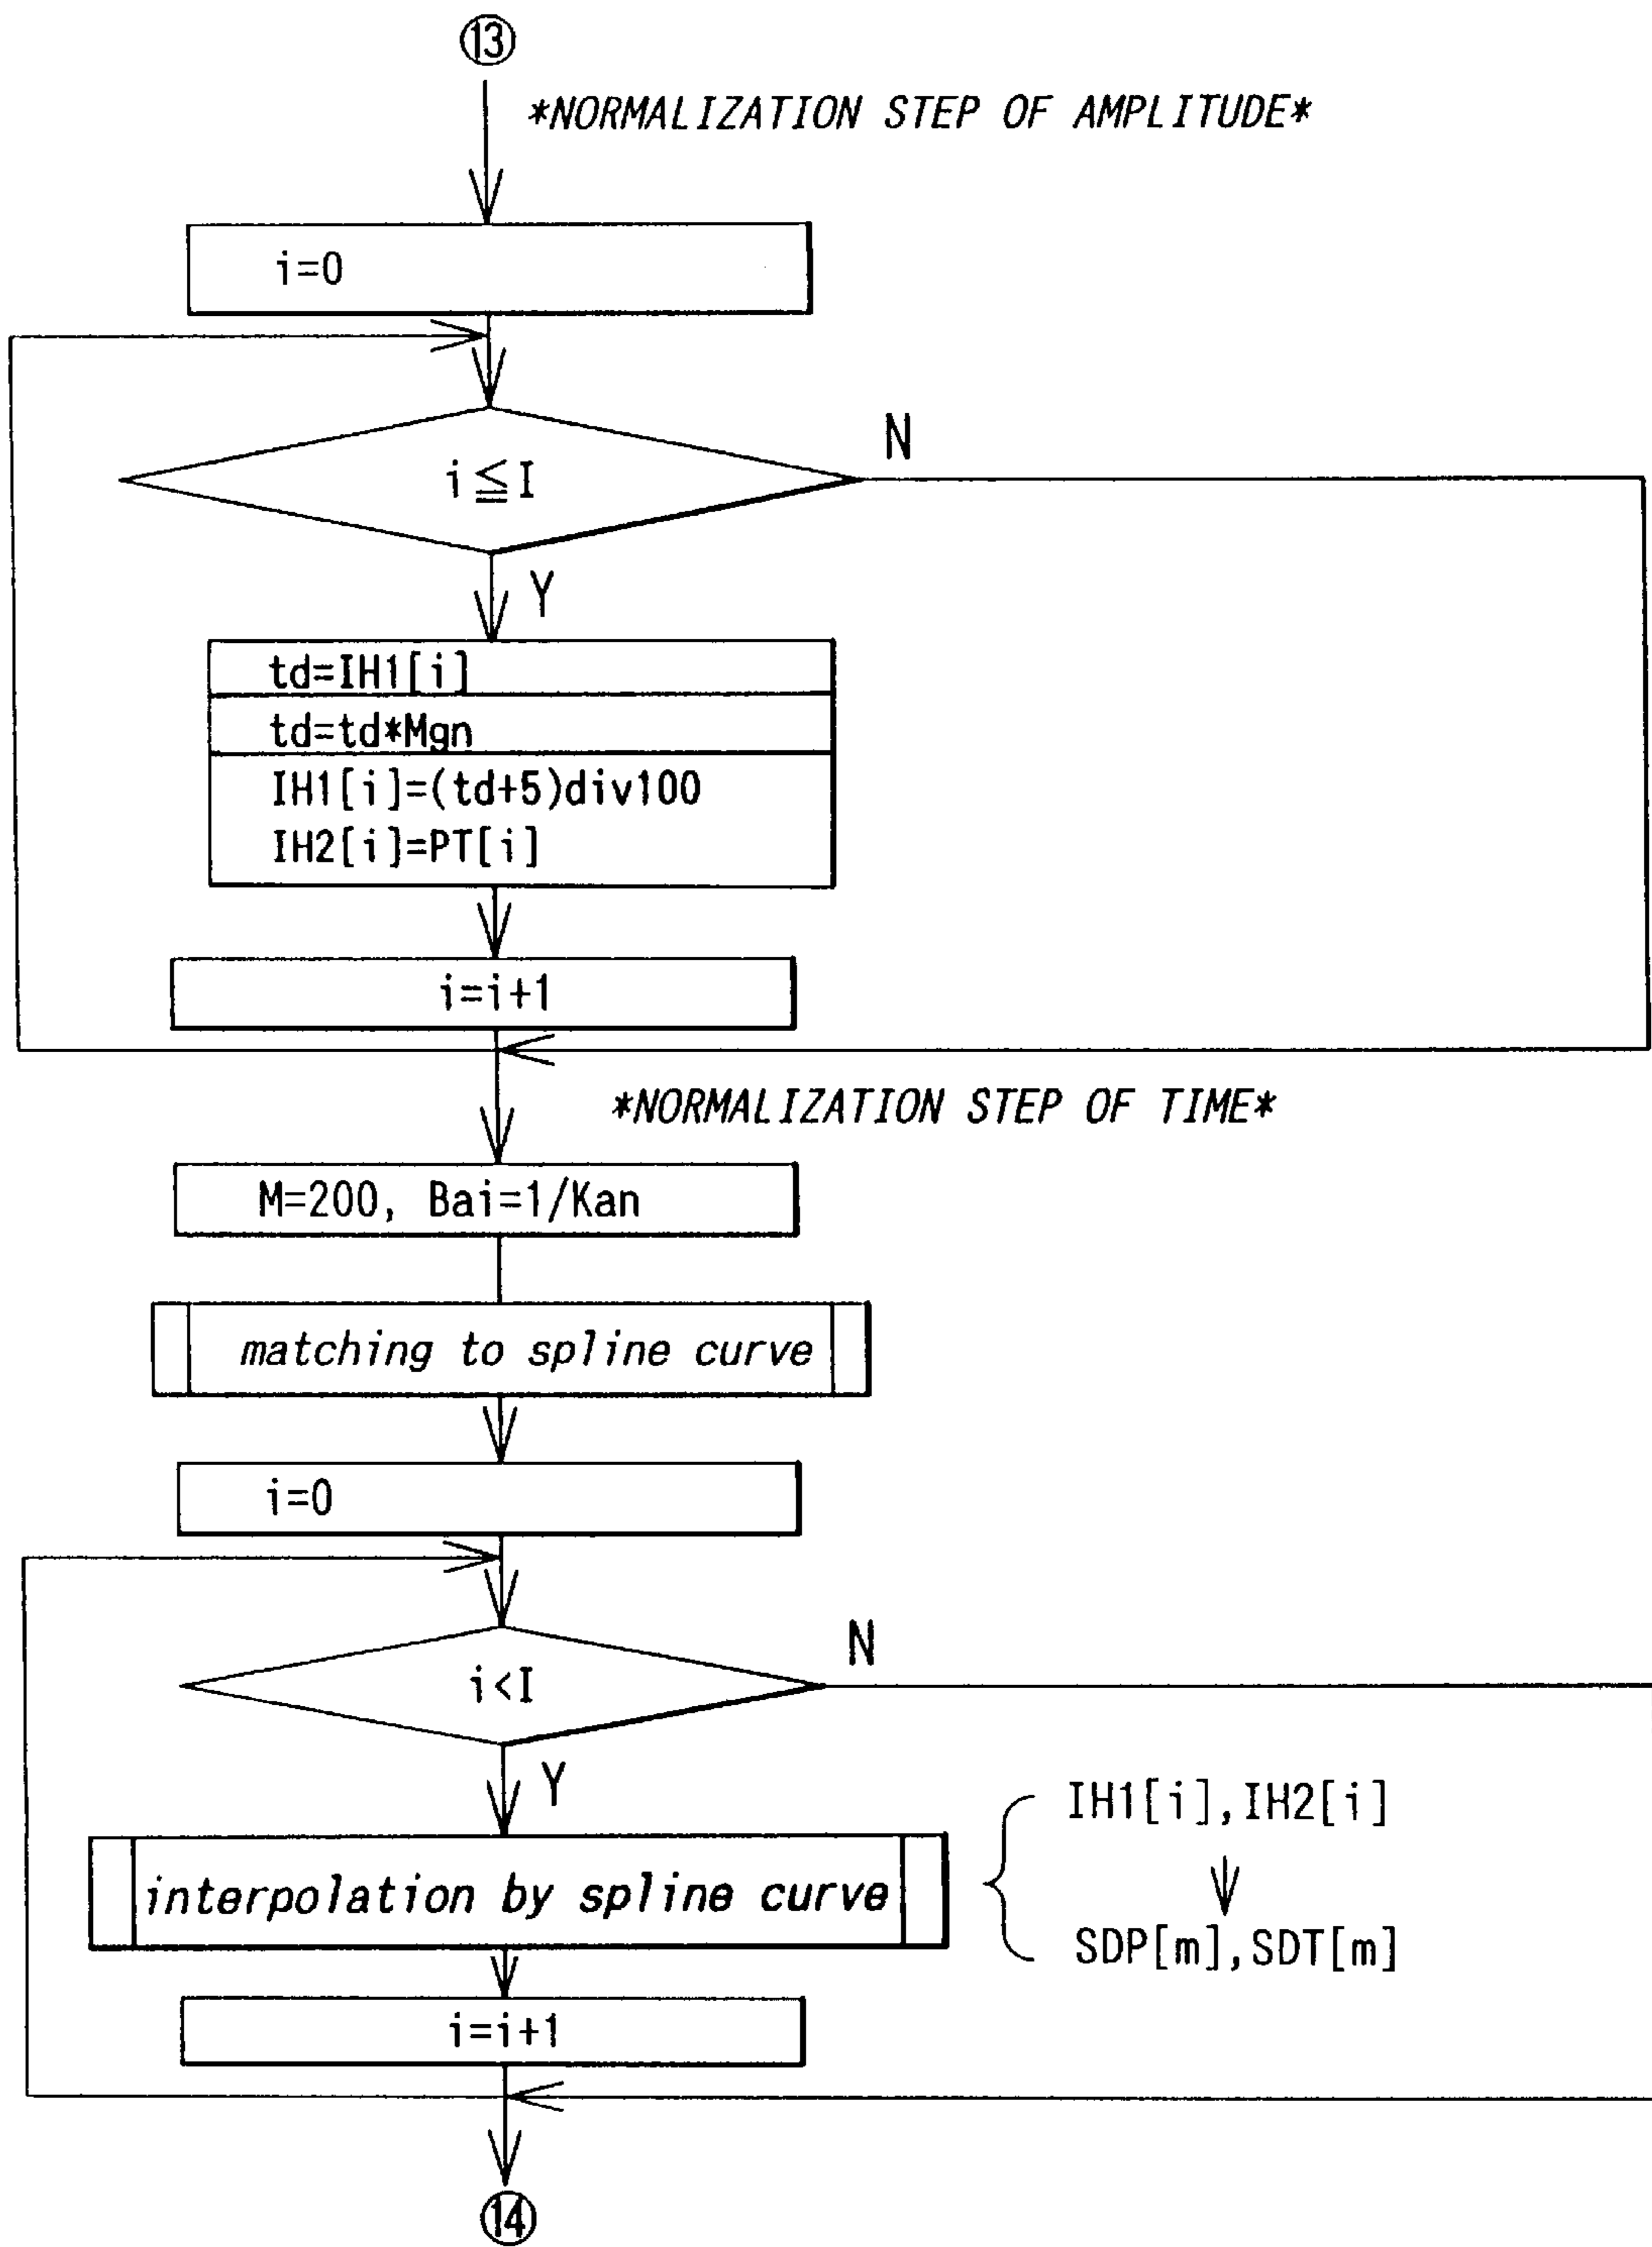 ⑬
*NORMALIZATION STEP OF AMPLITUDE*
i=0
i≦I
N
Y
td=IH1[i]
td=td*Mgn
IH1[i]=(td+5)div100
IH2[i]=PT[i]
i=i+1
*NORMALIZATION STEP OF TIME*
M=200, Bai=1/Kan
matching to spline curve
i=0
i<I
N
Y
IH1[i],IH2[i]
interpolation by spline curve
SDP[m],SDT[m]
i=i+1
⑭